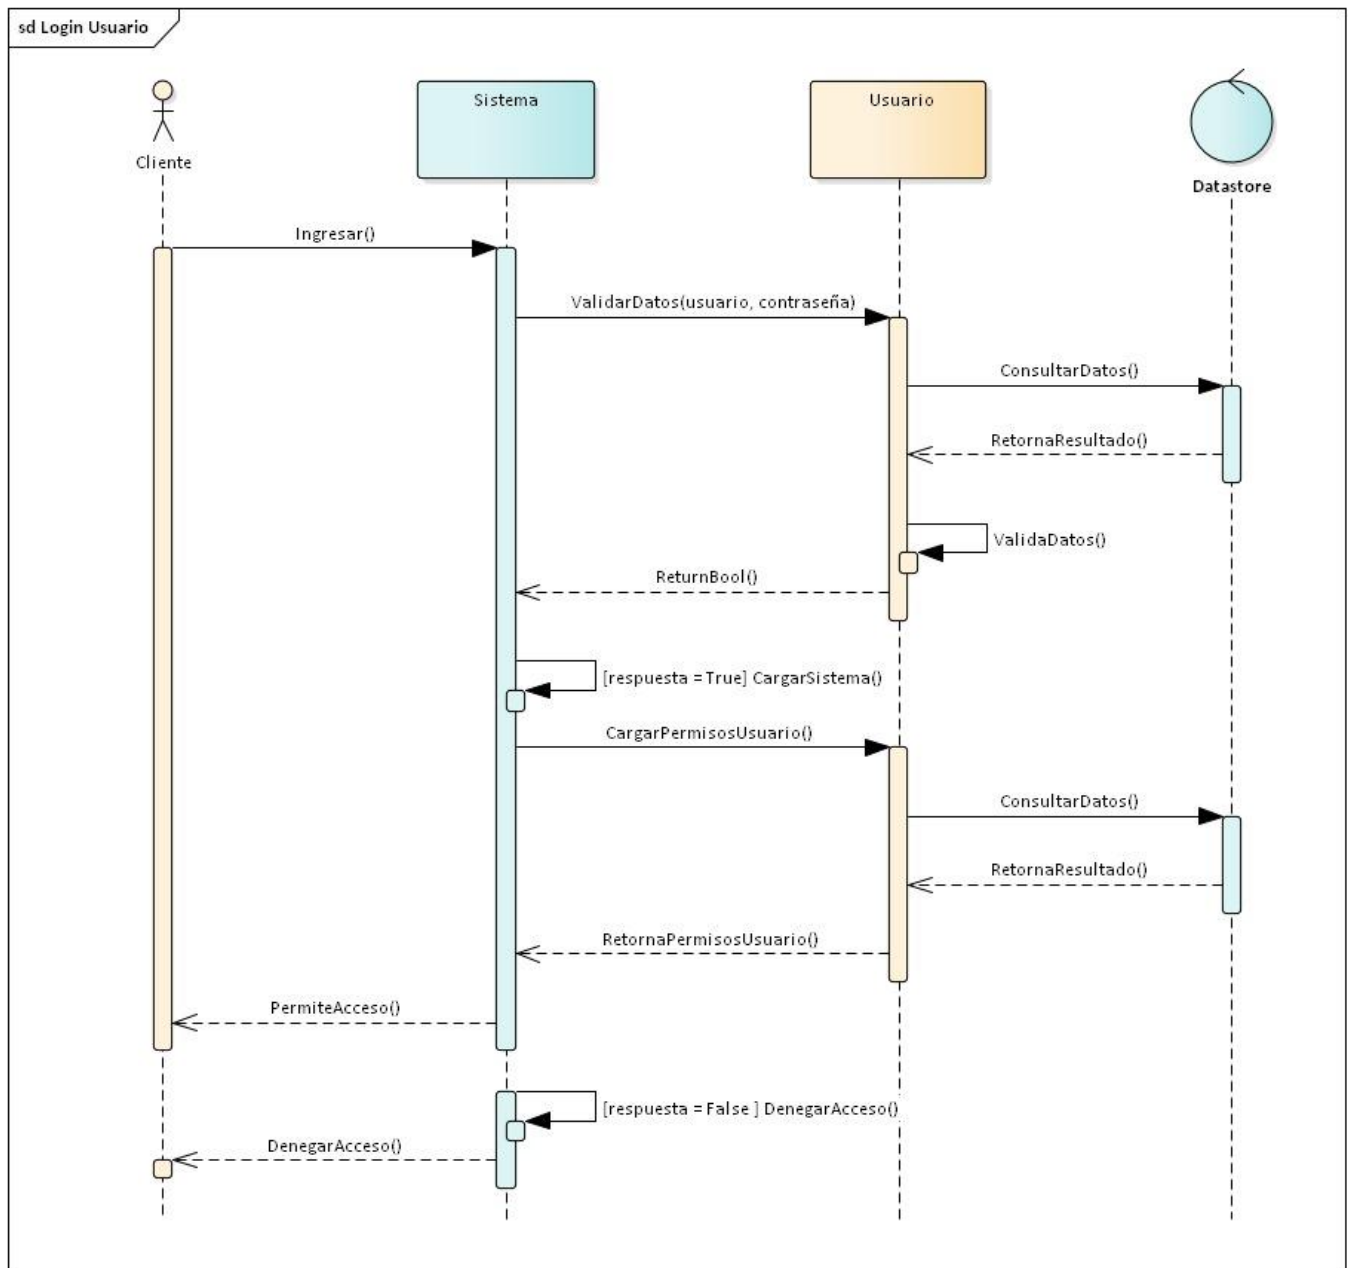 sd Login Usuario
Cliente
Sistema
Usuario
Datastore
Ingresar()
ValidarDatos(usuario, contraseña)
ConsultarDatos()
RetornaResultado()
ValidaDatos()
ReturnBool()
[respuesta = True] CargarSistema()
CargarPermisosUsuario()
ConsultarDatos()
RetornaResultado()
RetornaPermisosUsuario()
PermiteAcceso()
[respuesta = False ] DenegarAcceso()
DenegarAcceso()